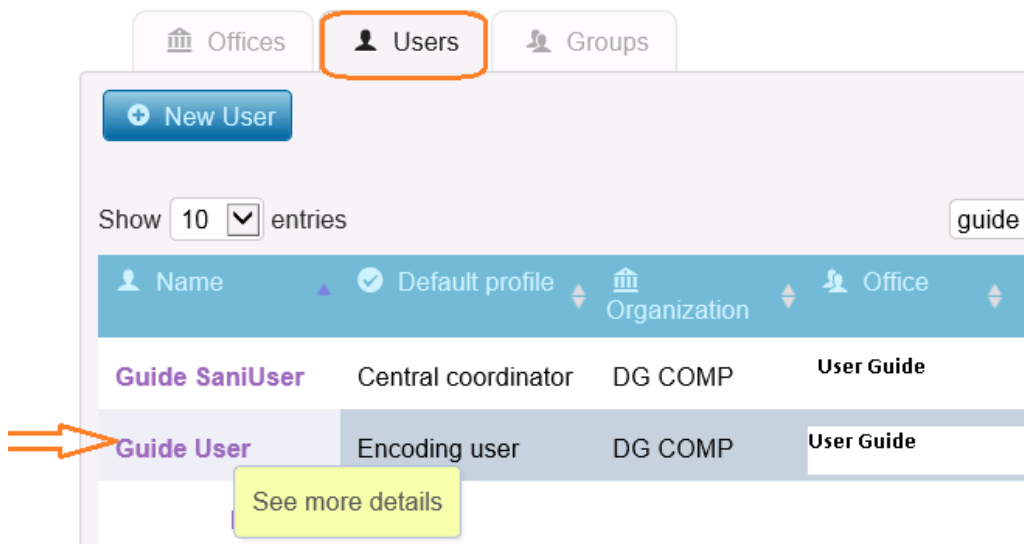 Offices Users Groups
New User
Show 10 entries guide
Name Default profile Organization Office
Guide SaniUser Central coordinator DG COMP User Guide
Guide User Encoding user DG COMP User Guide
See more details